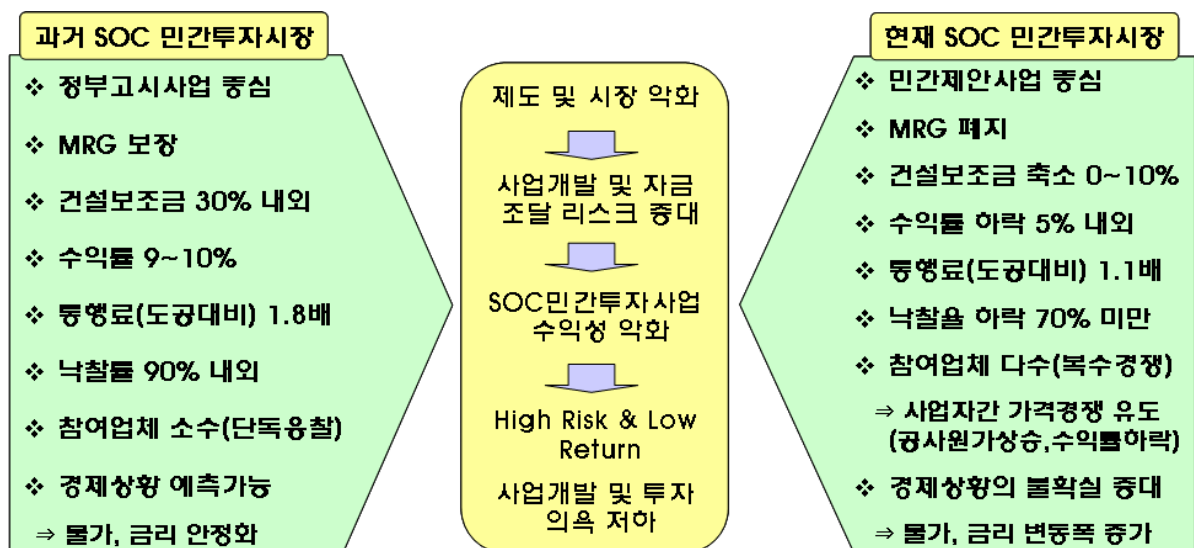 과거 SOC 민간투자시장
❖ 정부고시사업 중심
❖ MRG 보장
❖ 건설보조금 30% 내외
❖ 수익률 9~10%
❖ 통행료(도공대비) 1.8배
❖ 낙찰률 90% 내외
❖ 참여업체 소수(단독응찰)
❖ 경제상황 예측가능
⇒ 물가, 금리 안정화
제도 및 시장 악화
사업개발 및 자금
조달 리스크 증대
SOC민간투자사업
수익성 악화
High Risk & Low
Return
사업개발 및 투자
의욕 저하
현재 SOC 민간투자시장
❖ 민간제안사업 중심
❖ MRG 폐지
❖ 건설보조금 축소 0~10%
❖ 수익률 하락 5% 내외
❖ 통행료(도공대비) 1.1배
❖ 낙찰율 하락 70% 미만
❖ 참여업체 다수(복수경쟁)
⇒ 사업자간 가격경쟁 유도
(공사원가상승,수익률하락)
❖ 경제상황의 불확실 증대
⇒ 물가, 금리 변동폭 증가